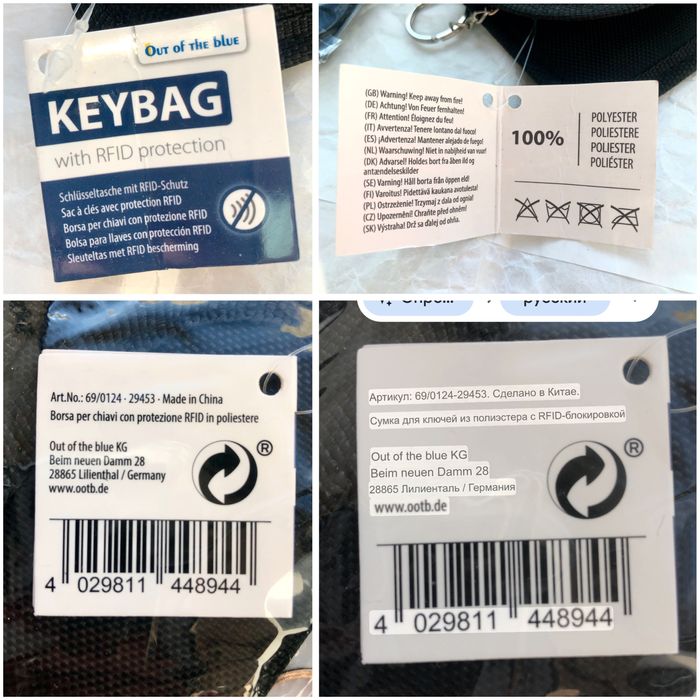 Out of the blue
KEYBAG
with RFID protection
Schlüsseltasche mit RFID-Schutz
Sac à clés avec protection RFID
Borsa per chiavi con protezione RFID
Bolsa para llaves con protección RFID
Sleuteltas met RFID bescherming
(GB) Warning! Keep away from fire!
(DE) Achtung! Von Feuer fernhalten!
(FR) Attention! Éloignez du feu!
(IT) Avvertenza! Tenere lontano dal fuoco!
(ES) ¡Advertencia! Mantener alejado de fuego!
(NL) Waarschuwing! Niet in nabijheid van vuur!
(DK) Advarsel! Holdes bort fra åben ild og
antændelseskilder
(SE) Varning! Håll borta från öppen eld!
(FI) Varoitus! Pidettävä kaukana avotulesta!
(PL) Ostrzeżenie! Trzymaj z dala od ognia!
(CZ) Upozornění! Chraňte před ohněm!
(SK) Výstraha! Drž sa ďalej od ohňa.
100%
POLYESTER
POLIESTERE
POLIESTER
POLIÉSTER
Art.No.: 69/0124 - 29453 - Made in China
Borsa per chiavi con protezione RFID in poliestere
Out of the blue KG
Beim neuen Damm 28
28865 Lilienthal / Germany
www.ootb.de
®
4 029811 448944
русский
Артикул: 69/0124-29453. Сделано в Китае.
Сумка для ключей из полиэстера с RFID-блокировкой
Out of the blue KG
Beim neuen Damm 28
28865 Лилиенталь / Германия
www.ootb.de
®
4 029811 448944